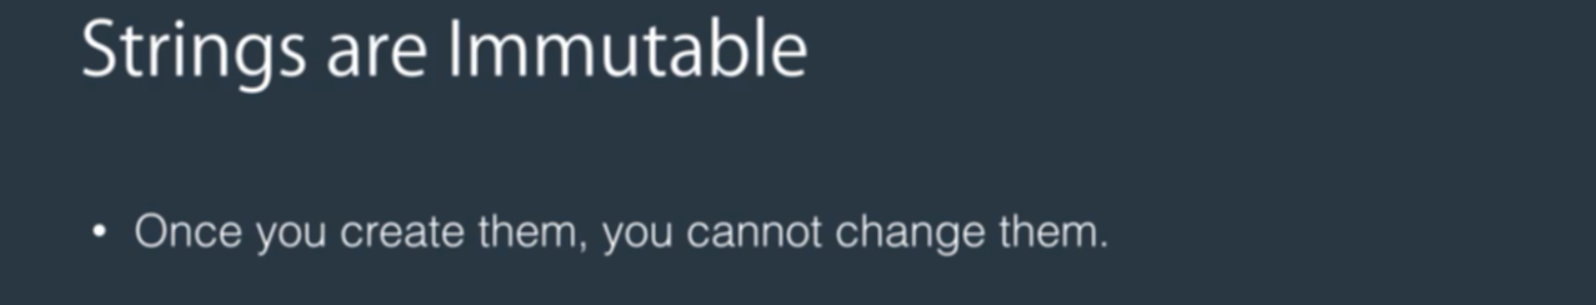 Strings are Immutable
• Once you create them, you cannot change them.